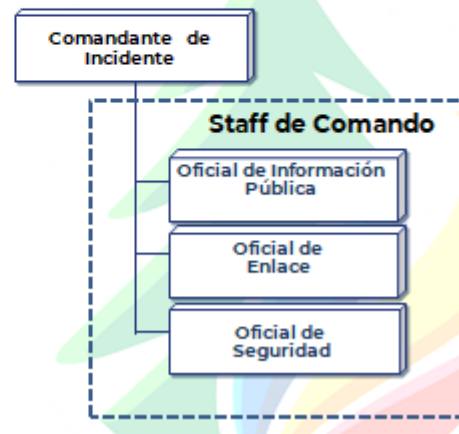 Comandante de
Incidente
Staff de Comando
Oficial de Información
Pública
Oficial de
Enlace
Oficial de
Seguridad